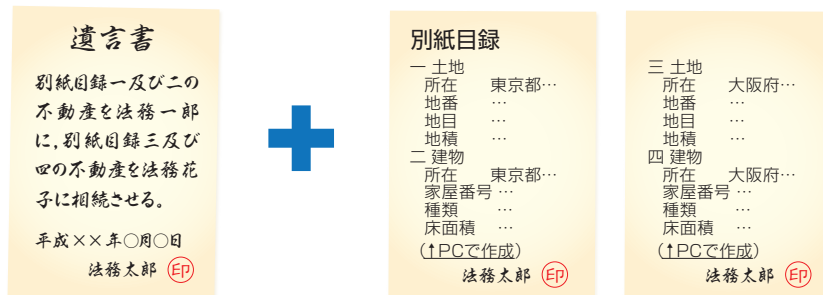 遺言書
別紙目録一及び二の
不動産を法務一郎
に,別紙目録三及び
四の不動産を法務花
子に相続させる。
平成××年○月○日
法務太郎 印
別紙目録
一 土地
所在 東京都…
地番 …
地目 …
地積 …
二 建物
所在 東京都…
家屋番号 …
種類 …
床面積 …
(↑PCで作成)
法務太郎 印
三 土地
所在 大阪府…
地番 …
地目 …
地積 …
四 建物
所在 大阪府…
家屋番号 …
種類 …
床面積 …
(↑PCで作成)
法務太郎 印